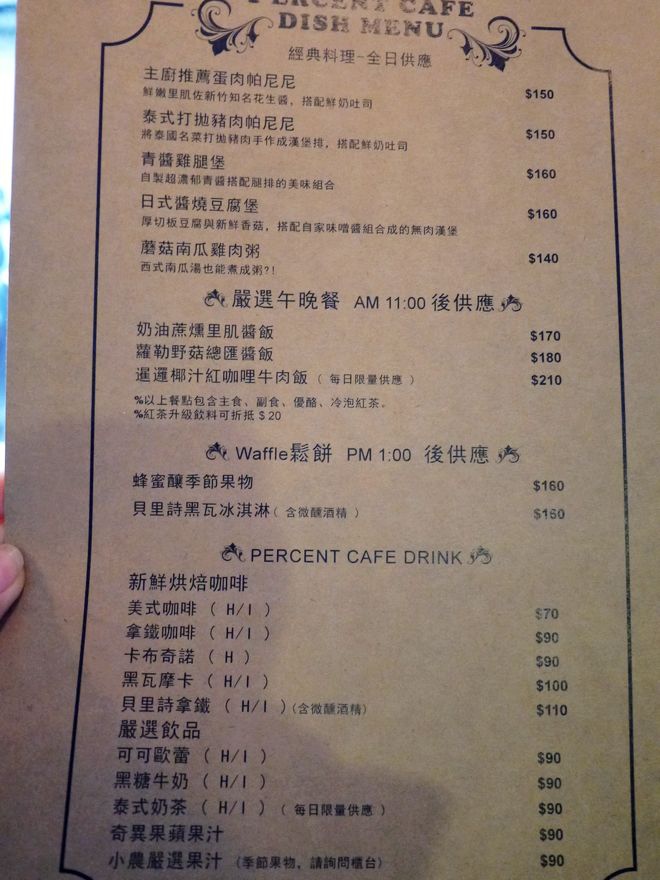 PERCENT CAFE
DISH MENU
經典料理-全日供應
主廚推薦蛋肉帕尼尼 $150
鮮嫩里肌佐新竹知名花生醬，搭配鮮奶吐司
泰式打拋豬肉帕尼尼 $150
將泰國名菜打拋豬肉手作成漢堡排，搭配鮮奶吐司
青醬雞腿堡 $160
自製超濃郁青醬搭配腿排的美味組合
日式醬燒豆腐堡 $160
厚切板豆腐與新鮮香菇，搭配自家味噌醬組合成的無肉漢堡
蘑菇南瓜雞肉粥 $140
西式南瓜湯也能煮成粥?!
嚴選午晚餐 AM 11:00 後供應
奶油蔗燻里肌醬飯 $170
蘿勒野菇總匯醬飯 $180
暹邏椰汁紅咖哩牛肉飯 ( 每日限量供應 ) $210
%以上餐點包含主食、副食、優酪、冷泡紅茶。
%紅茶升級飲料可折抵 $20
Waffle鬆餅 PM 1:00 後供應
蜂蜜釀季節果物 $160
貝里詩黑瓦冰淇淋( 含微醺酒精 ) $160
PERCENT CAFE DRINK
新鮮烘焙咖啡
美式咖啡 ( H/I ) $70
拿鐵咖啡 ( H/I ) $90
卡布奇諾 ( H ) $90
黑瓦摩卡 ( H/I ) $100
貝里詩拿鐵 ( H/I )(含微醺酒精) $110
嚴選飲品
可可歐蕾 ( H/I ) $90
黑糖牛奶 ( H/I ) $90
泰式奶茶 ( H/I ) ( 每日限量供應 ) $90
奇異果蘋果汁 $90
小農嚴選果汁 (季節果物，請詢問櫃台) $90